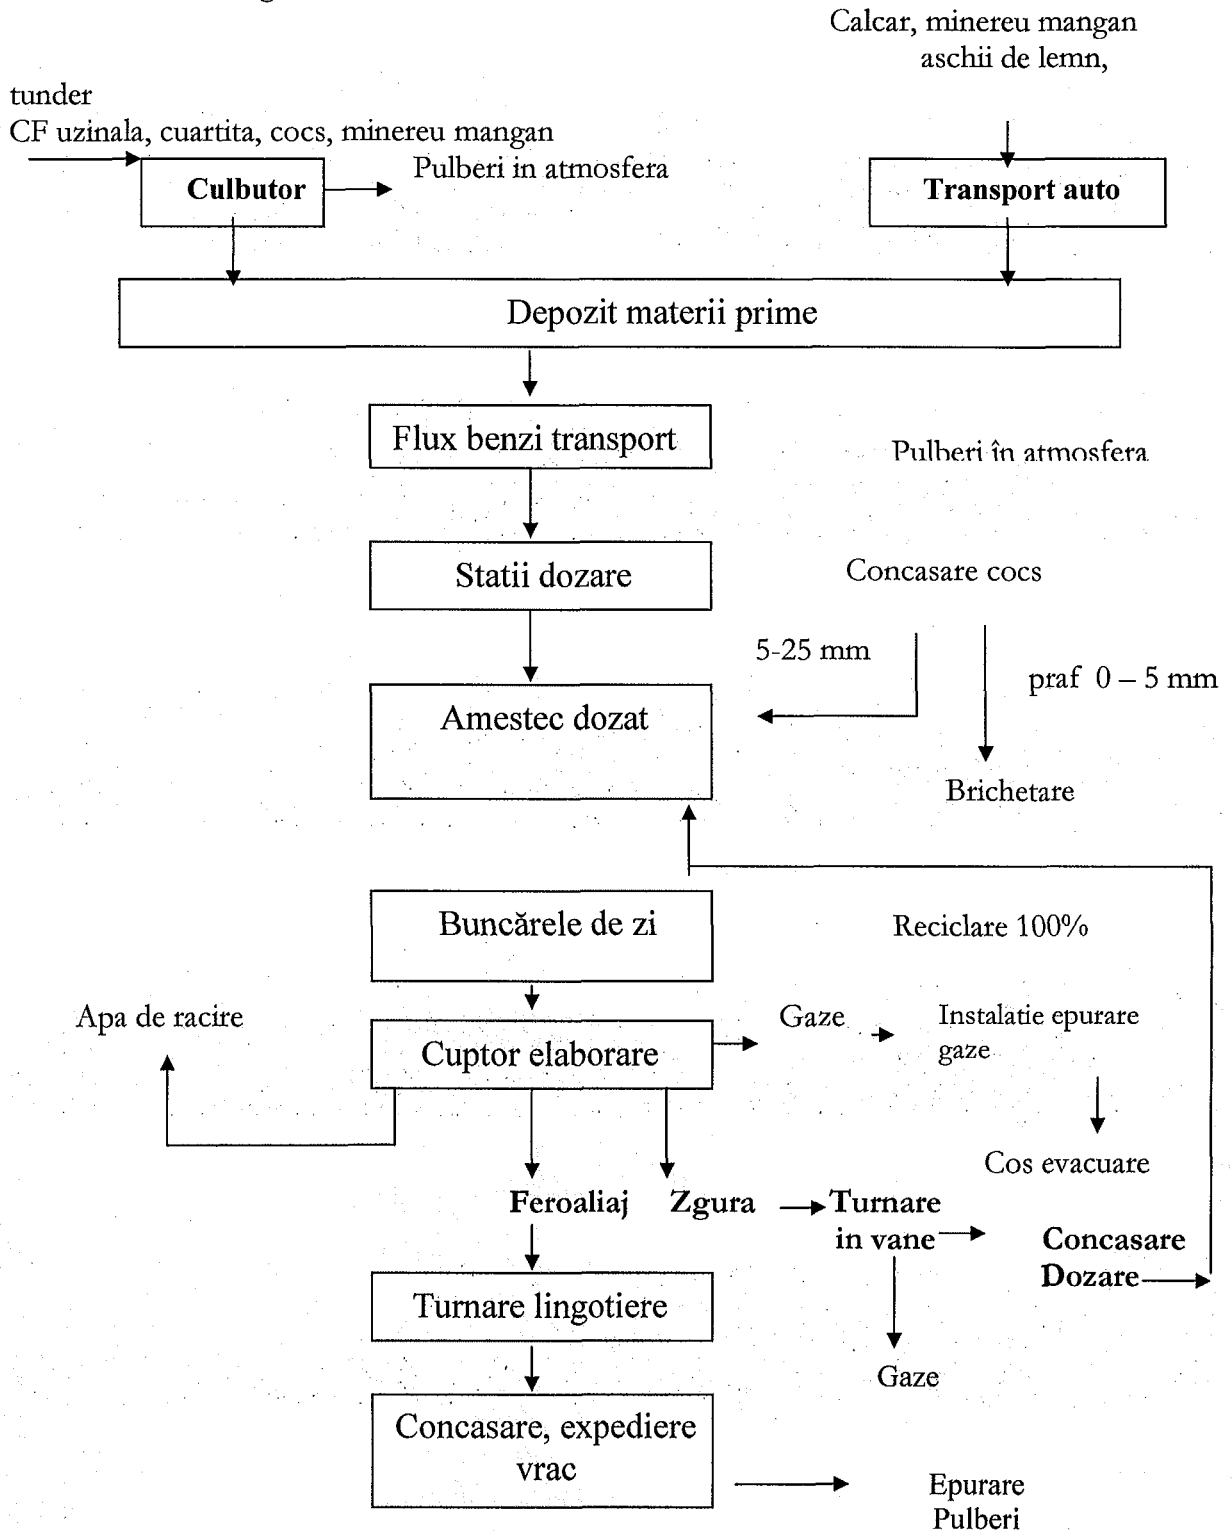 Calcar, minereu mangan
aschii de lemn,
tunder
CF uzinala, cuartita, cocs, minereu mangan
Culbutor
Pulberi in atmosfera
Transport auto
Depozit materii prime
Flux benzi transport
Pulberi în atmosfera
Statii dozare
Concasare cocs
5-25 mm
praf 0 – 5 mm
Amestec dozat
Brichetare
Buncărele de zi
Reciclare 100%
Apa de racire
Gaze
Instalatie epurare
gaze
Cuptor elaborare
Cos evacuare
Feroaliaj
Zgura
Turnare
in vane
Concasare
Dozare
Turnare lingotiere
Gaze
Concasare, expediere
vrac
Epurare
Pulberi